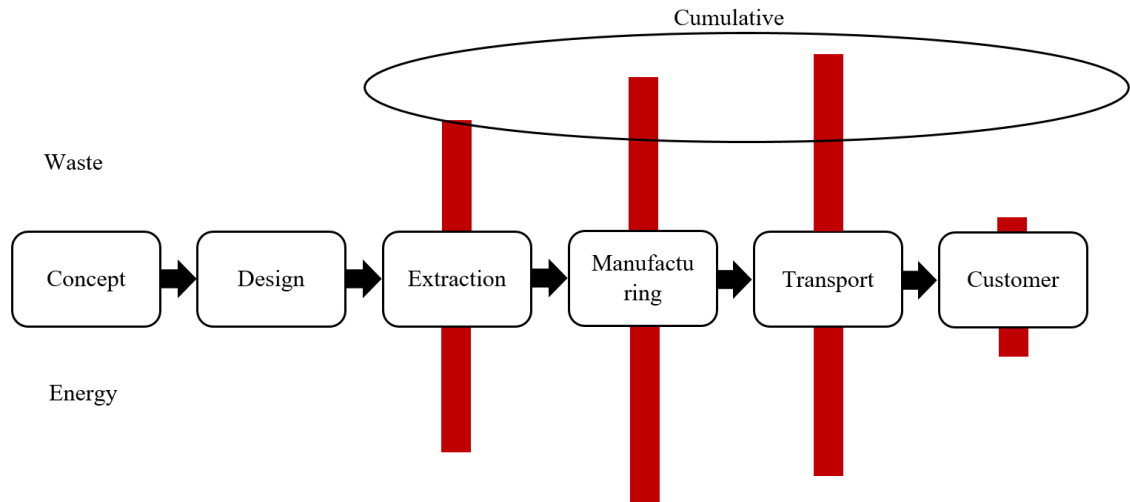 Cumulative
Waste
Concept
Design
Extraction
Manufactu
ring
Transport
Customer
Energy